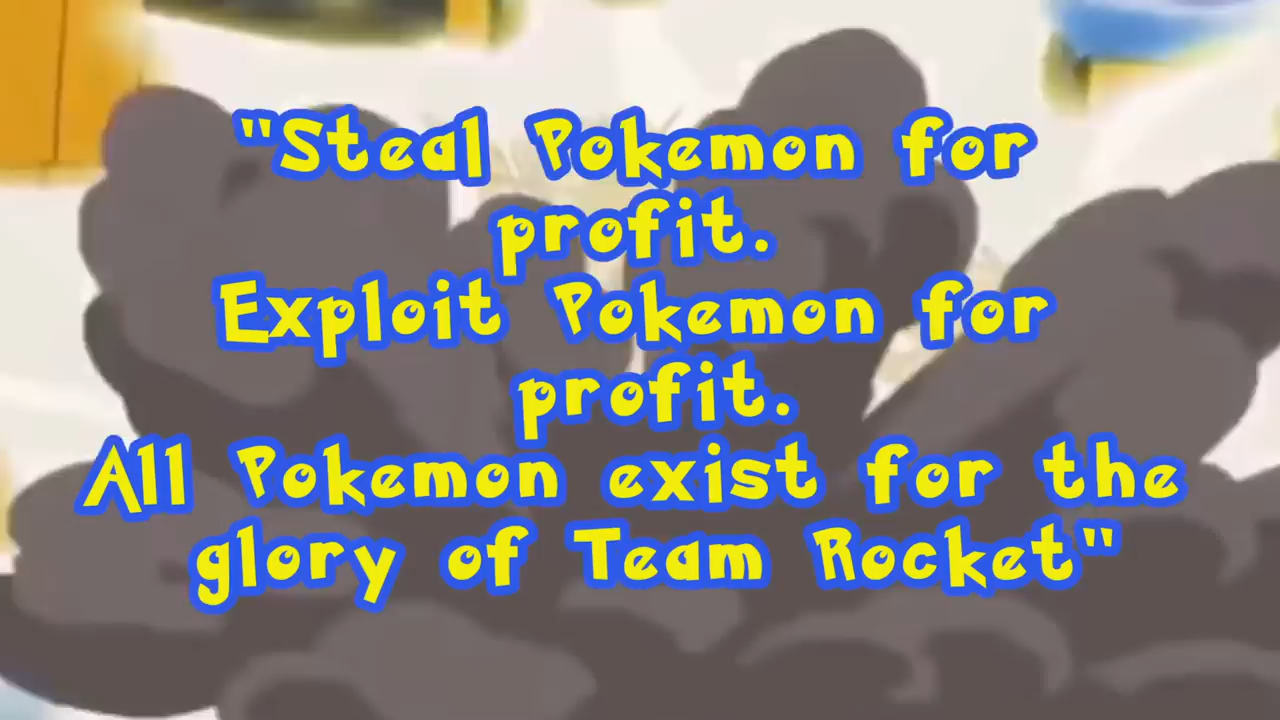 "Steal Pokemon for
profit.
Exploit Pokemon for
profit.
All Pokemon exist for the
glory of Team Rocket"